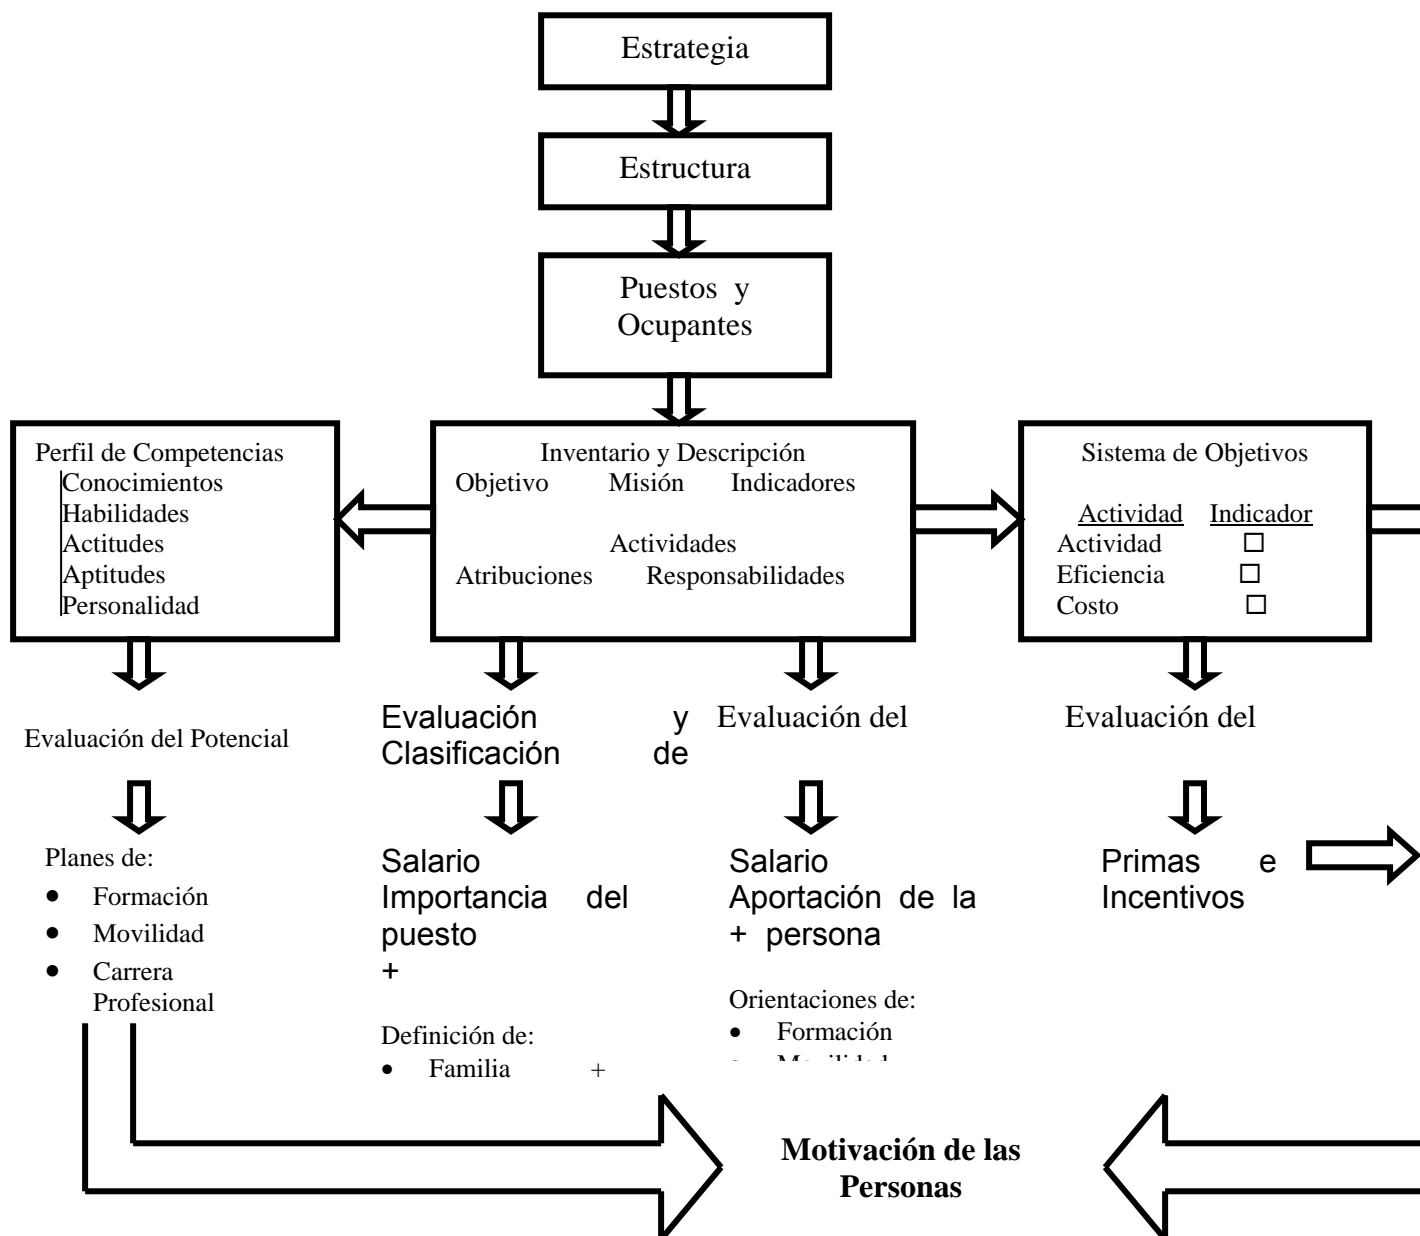 Estrategia
Estructura
Puestos y
Ocupantes
Perfil de Competencias
Conocimientos
Habilidades
Actitudes
Aptitudes
Personalidad
Inventario y Descripción
Objetivo Misión Indicadores
Actividades
Atribuciones Responsabilidades
Sistema de Objetivos
Actividad Indicador
Actividad □
Eficiencia □
Costo □
Evaluación del Potencial
Evaluación y
Clasificación de
Evaluación del
Evaluación del
Planes de:
• Formación
• Movilidad
• Carrera
Profesional
Salario
Importancia del
puesto
+
Definición de:
• Familia +
Salario
Aportación de la
+ persona
Orientaciones de:
• Formación
Primas e
Incentivos
Motivación de las
Personas